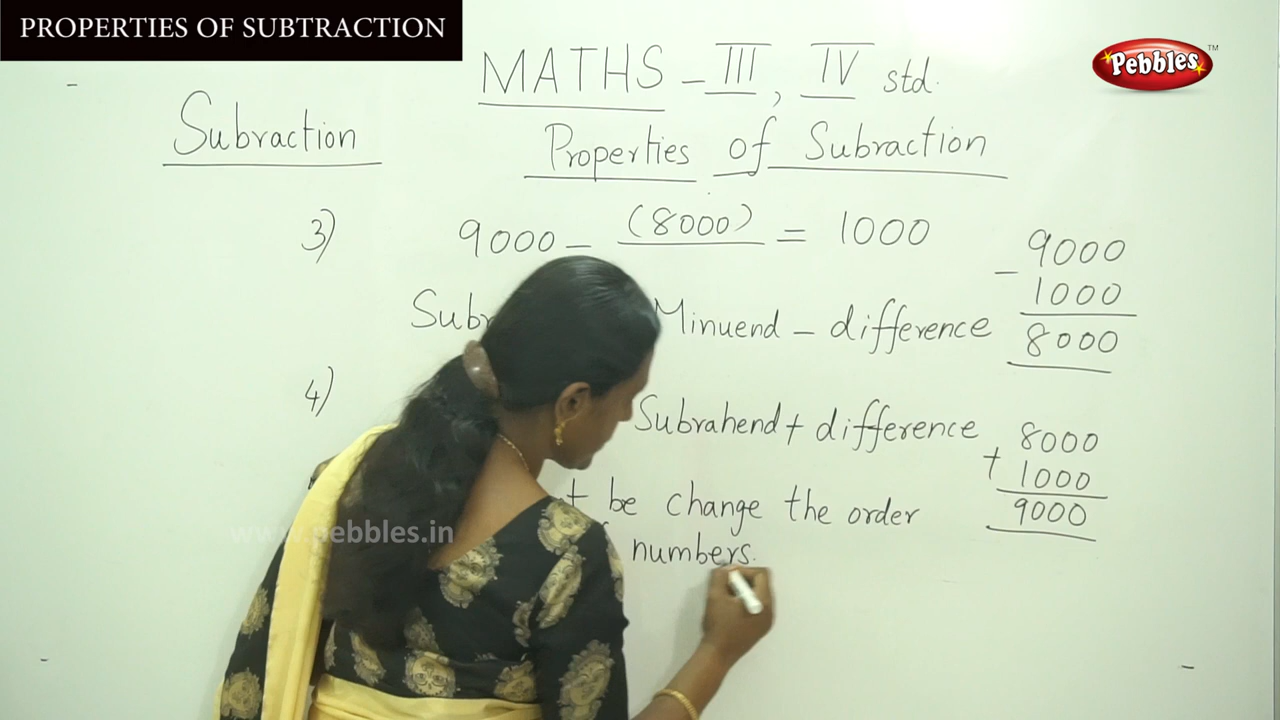 PROPERTIES OF SUBTRACTION
MATHS - III, IV std.
Pebbles TM
Subraction
Properties of Subraction
3) 9000 - (8000) = 1000
9000
- 1000
8000
Minuend - difference
4)
Subrahend + difference
8000
+ 1000
9000
be change the order
numbers.
www.pebbles.in